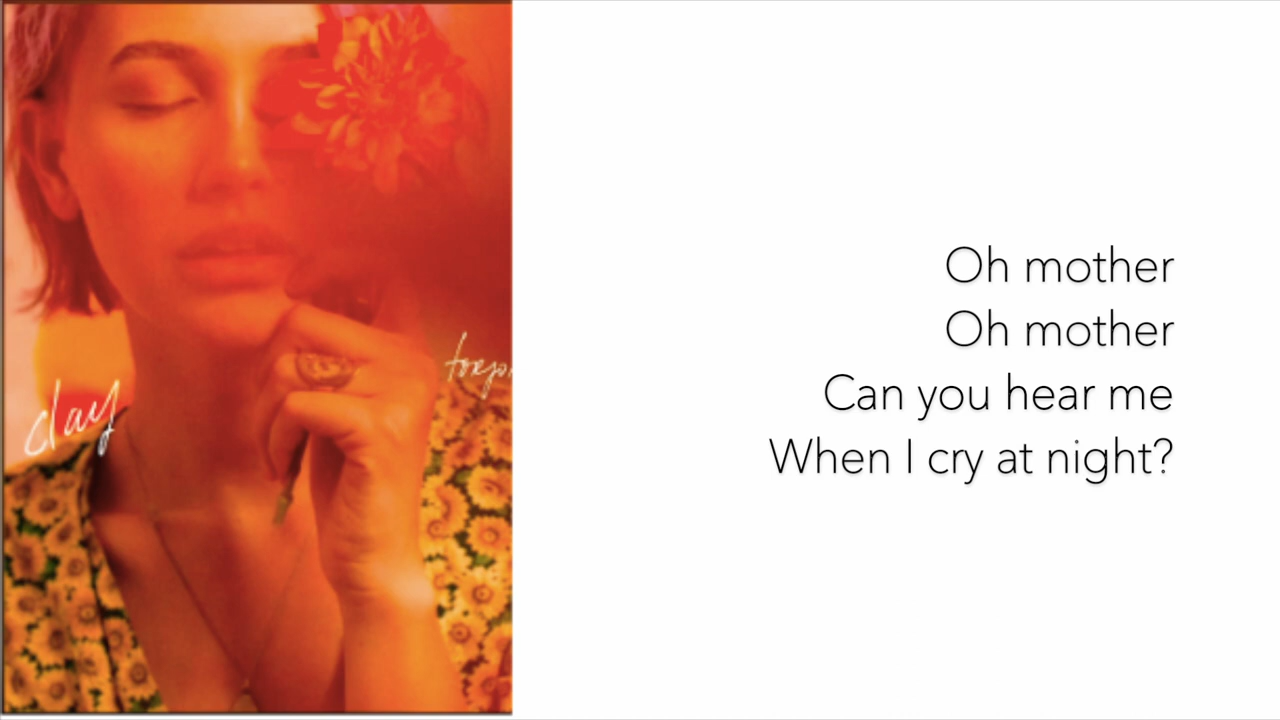 clay
Oh mother
Oh mother
Can you hear me
When I cry at night?